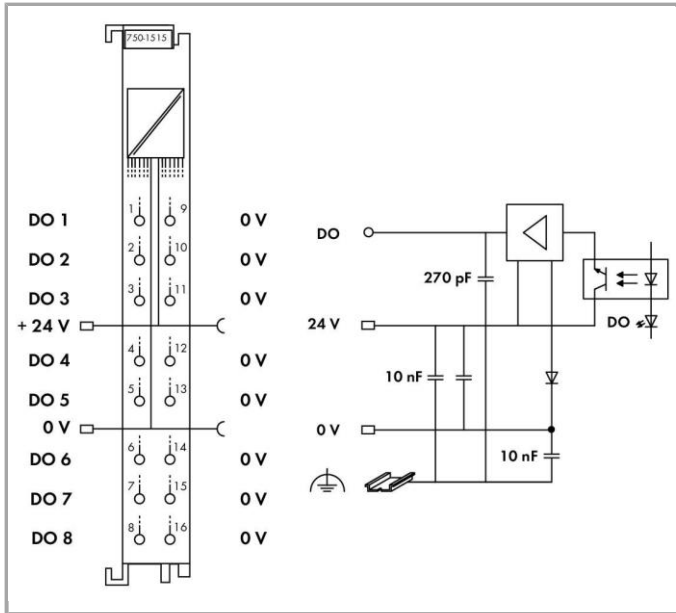 750-1515
DO 1 1 9 0 V
DO 2 2 10 0 V
DO 3 3 11 0 V
+ 24 V
DO 4 4 12 0 V
DO 5 5 13 0 V
0 V
DO 6 6 14 0 V
DO 7 7 15 0 V
DO 8 8 16 0 V
DO
270 pF
24 V
DO
10 nF
0 V
10 nF